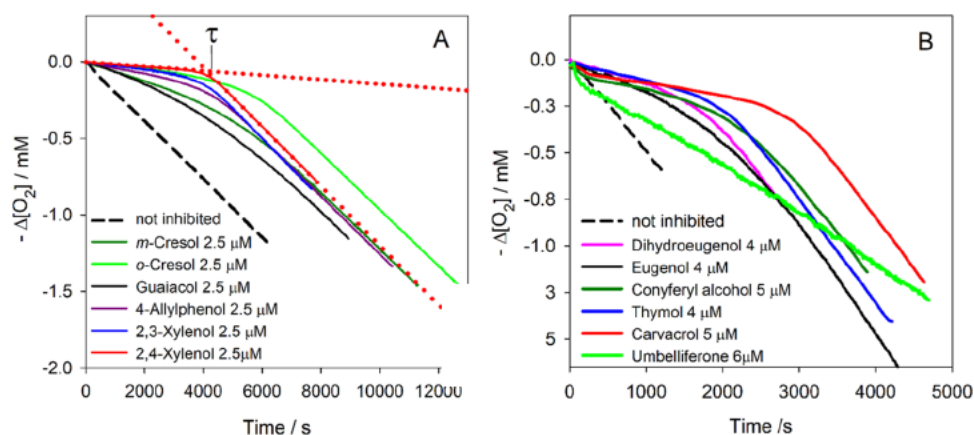 A
τ
0.0
-0.5
-1.0
-1.5
-2.0
- Δ[O2] / mM
not inhibited
m-Cresol 2.5 μM
o-Cresol 2.5 μM
Guaiacol 2.5 μM
4-Allylphenol 2.5 μM
2,3-Xylenol 2.5 μM
2,4-Xylenol 2.5μM
0 2000 4000 6000 8000 10000 12000
Time / s
B
0.0
-0.3
-0.5
-0.8
-1.0
3
5
- Δ[O2] / mM
not inhibited
Dihydroeugenol 4 μM
Eugenol 4 μM
Conyferyl alcohol 5 μM
Thymol 4 μM
Carvacrol 5 μM
Umbelliferone 6μM
0 1000 2000 3000 4000 5000
Time /s